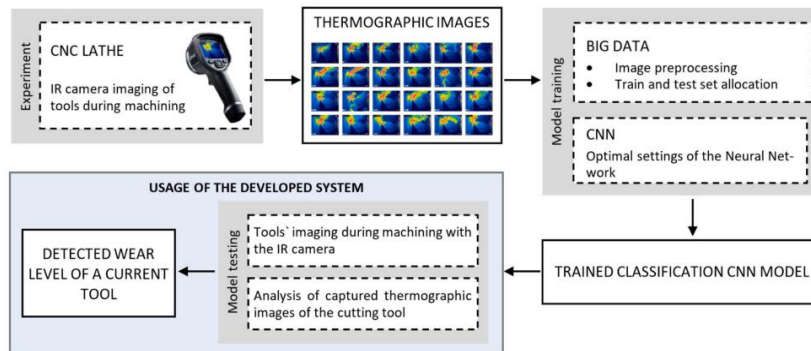 Experiment
CNC LATHE
IR camera imaging of
tools during machining
THERMOGRAPHIC IMAGES
Model training
BIG DATA
• Image preprocessing
• Train and test set allocation
CNN
Optimal settings of the Neural Net-
work
TRAINED CLASSIFICATION CNN MODEL
USAGE OF THE DEVELOPED SYSTEM
Model testing
Tools` imaging during machining with
the IR camera
Analysis of captured thermographic
images of the cutting tool
DETECTED WEAR
LEVEL OF A CURRENT
TOOL